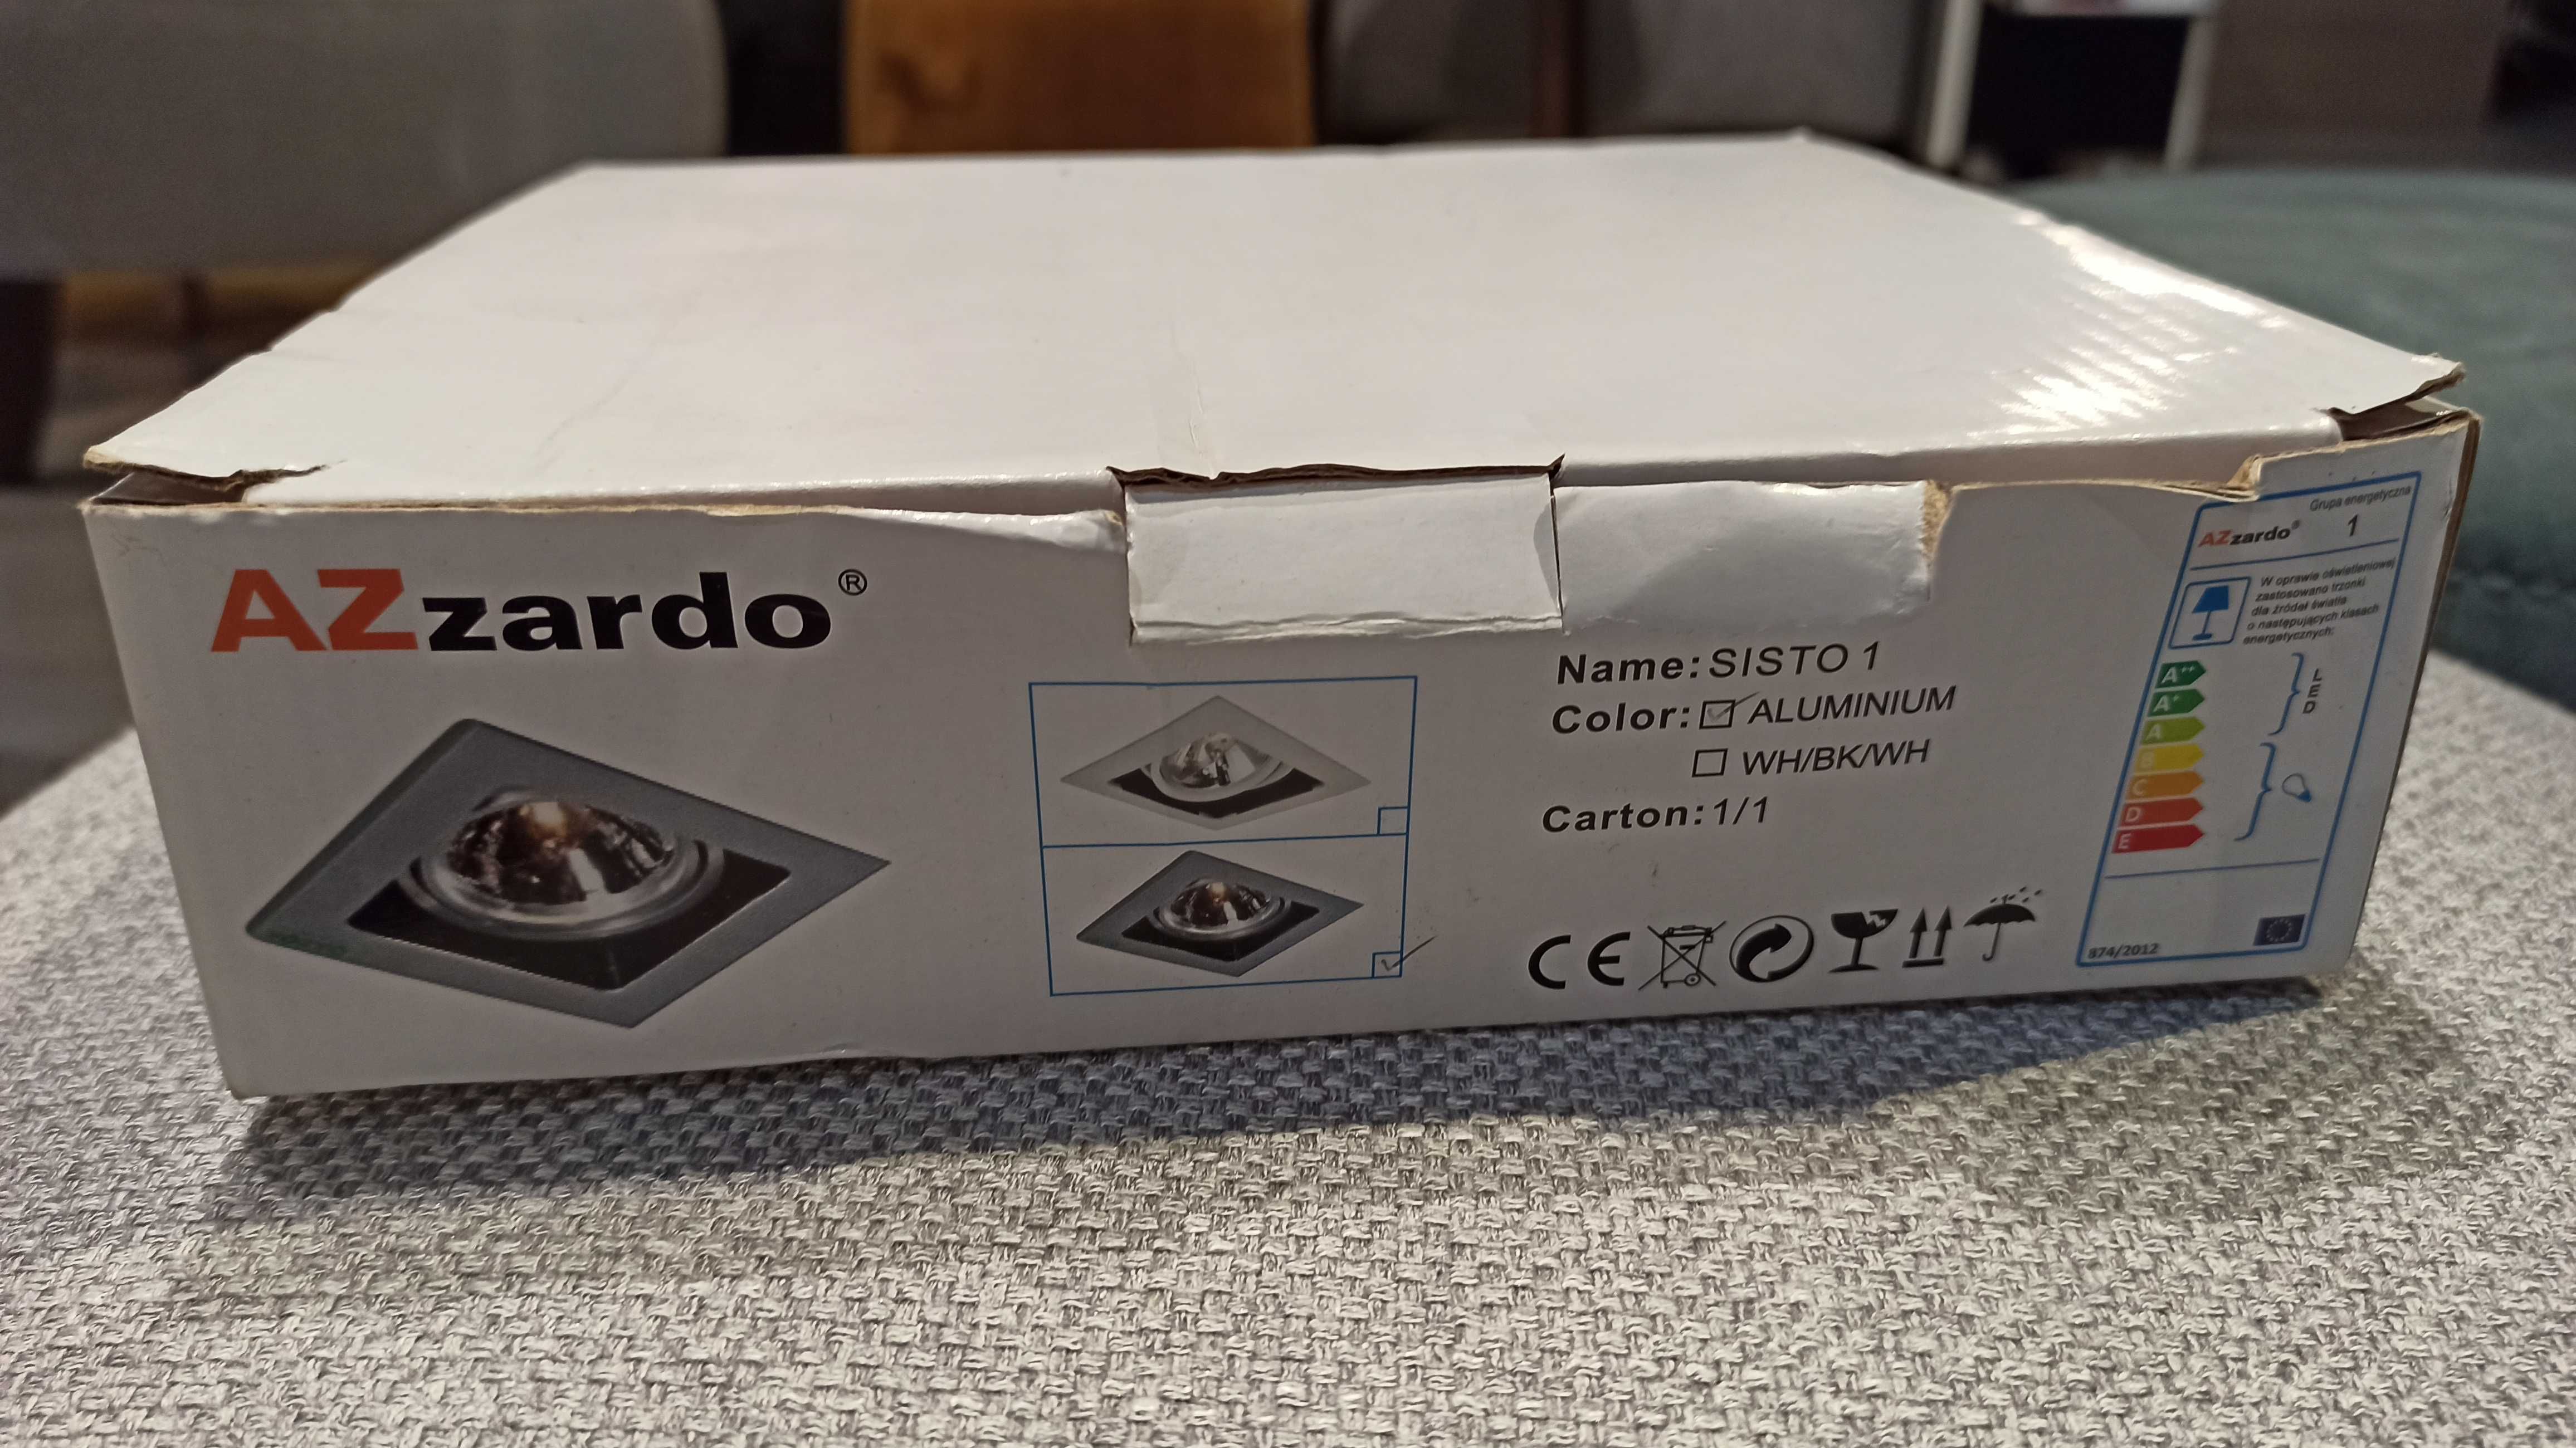 AZzardo®
Name: SISTO 1
Color: ALUMINIUM
WH/BK/WH
Carton: 1/1
CE
Grupa energetyczna
AZzardo® 1
W oprawie oświetleniowej
zastosowano trzonki
dla źródeł światła
o następujących klasach
energetycznych:
A++
A+
A
B
C
D
E
LED
874/2012